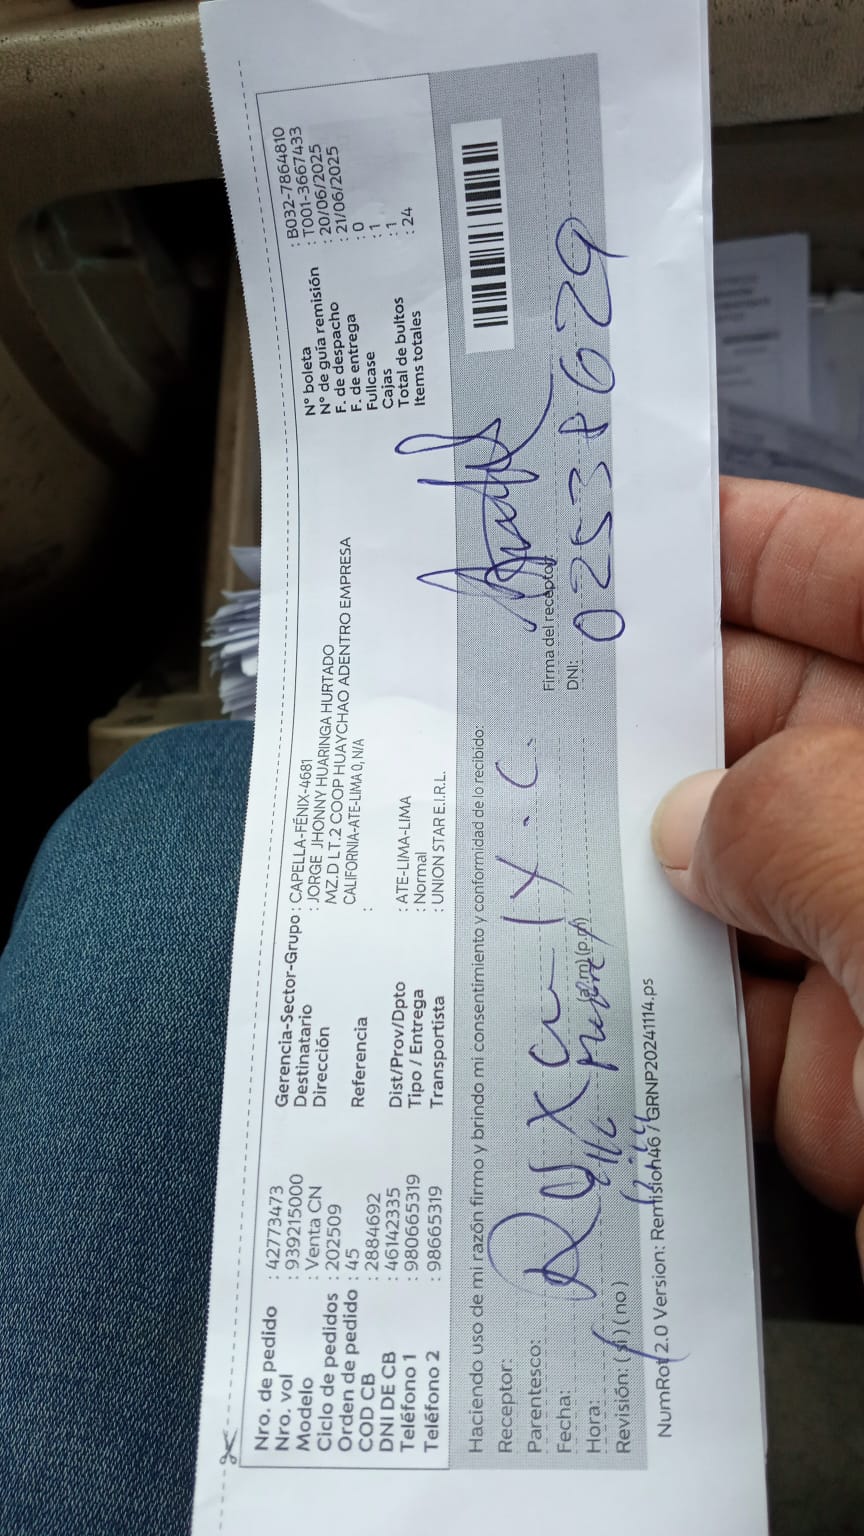 Nro. de pedido : 42773473
Nro. vol : 939215000
Modelo : Venta CN
Ciclo de pedidos : 202509
Orden de pedido : 45
COD CB : 2884692
DNI DE CB : 46142335
Teléfono 1 : 980665319
Teléfono 2 : 98665319
Gerencia-Sector-Grupo : CAPELLA-FÉNIX-4681
Destinatario : JORGE JHONNY HUARINGA HURTADO
Dirección MZ.D LT.2 COOP HUAYCHAO ADENTRO EMPRESA
CALIFORNIA-ATE-LIMA 0, N/A
Referencia :
Dist/Prov/Dpto : ATE-LIMA-LIMA
Tipo / Entrega : Normal
Transportista : UNION STAR E.I.R.L.
N° boleta : B032-7864810
N° de guía remisión : T001-3667433
F. de despacho : 20/06/2025
F. de entrega : 21/06/2025
Fullcase : 0
Cajas : 1
Total de bultos : 1
Items totales : 24
Haciendo uso de mi razón firmo y brindo mi consentimiento y conformidad de lo recibido:
Receptor:
Parentesco:
Fecha:
Hora: (a.m) (p.m)
Revisión: ( si ) ( no )
Firma del receptor:
DNI: 02538629
NumRot 2.0 Version: Remision46 / GRNP20241114.ps